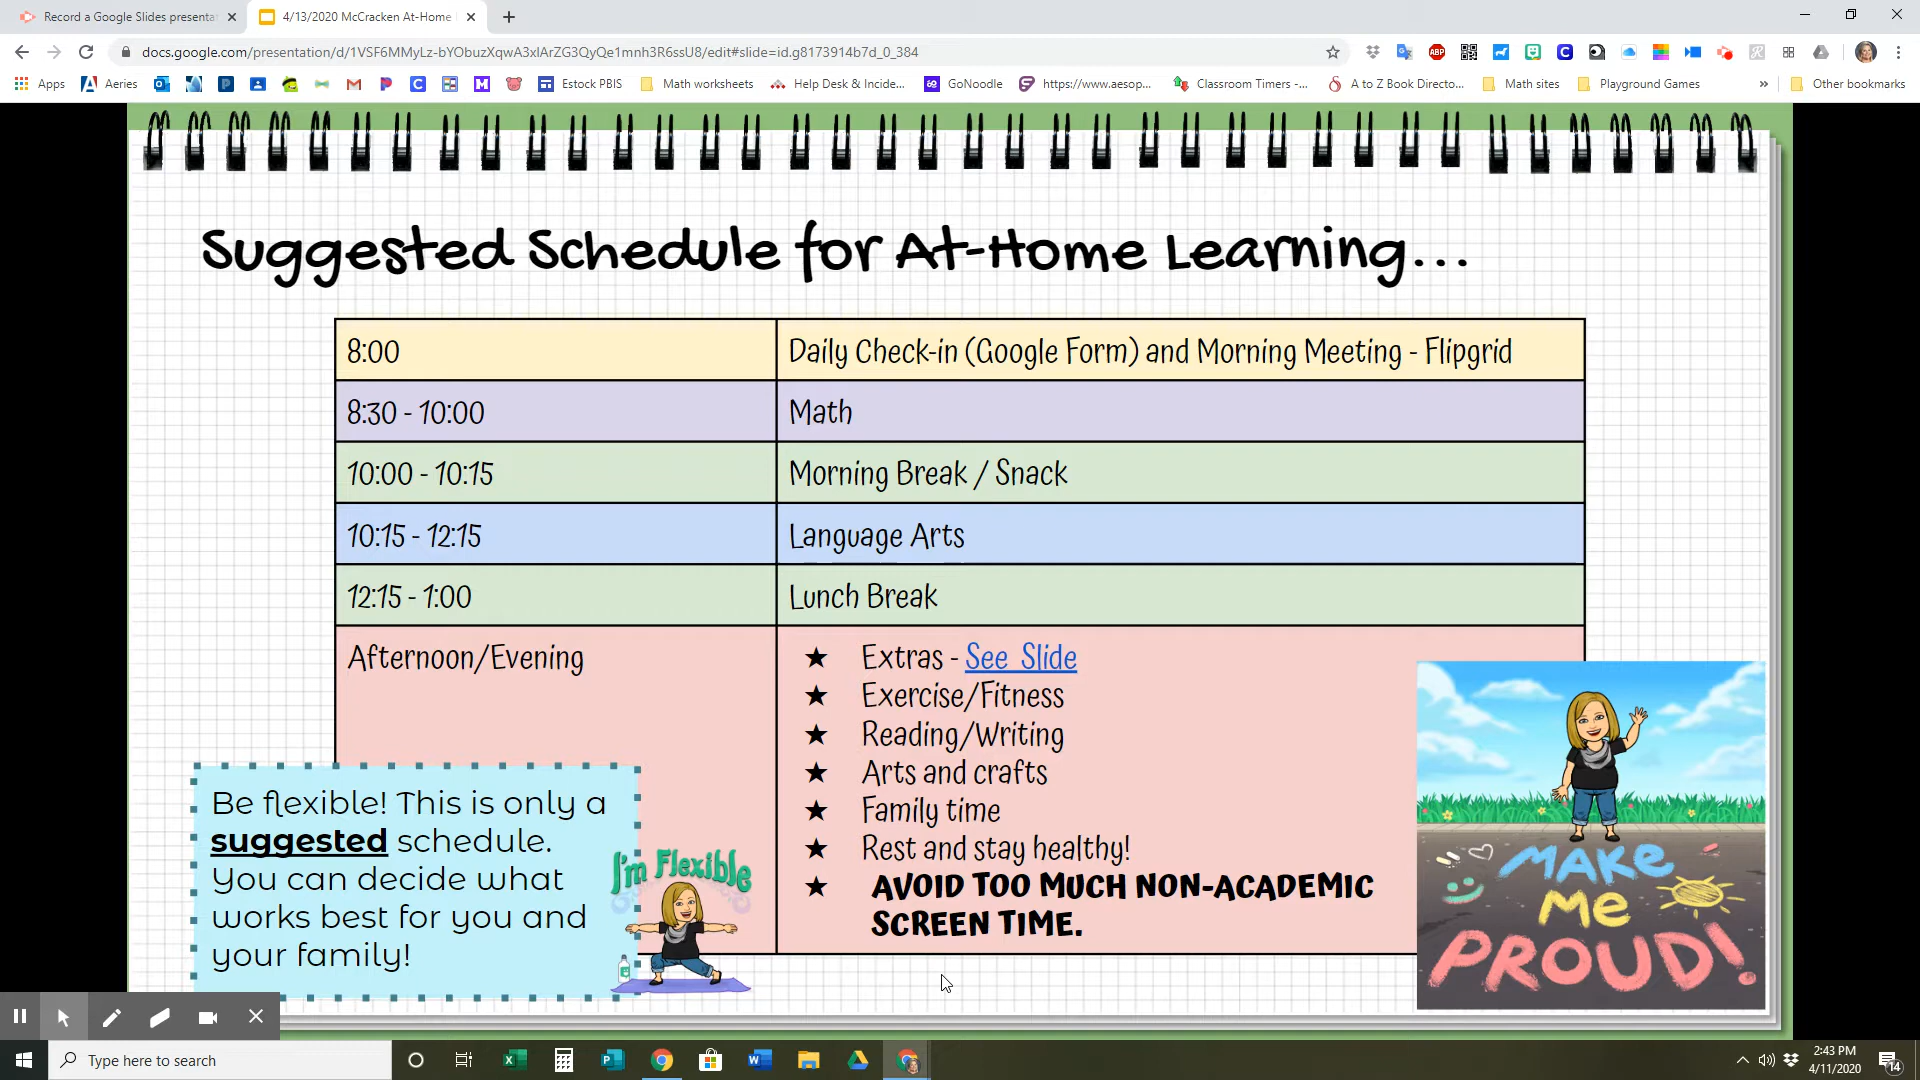 Record a Google Slides presenta
4/13/2020 McCracken At-Home
docs.google.com/presentation/d/1VSF6MMyLz-bYObuzXqwA3xlArZG3QyQe1mnh3R6ssU8/edit#slide=id.g8173914b7d_0_384
Apps Aeries Estock PBIS Math worksheets Help Desk & Incide... GoNoodle https://www.aesop... Classroom Timers -... A to Z Book Directo... Math sites Playground Games » Other bookmarks
Suggested Schedule for At-Home Learning...
8:00 Daily Check-in (Google Form) and Morning Meeting - Flipgrid
8:30 - 10:00 Math
10:00 - 10:15 Morning Break / Snack
10:15 - 12:15 Language Arts
12:15 - 1:00 Lunch Break
Afternoon/Evening
★ Extras - See Slide
★ Exercise/Fitness
★ Reading/Writing
★ Arts and crafts
★ Family time
★ Rest and stay healthy!
★ AVOID TOO MUCH NON-ACADEMIC
SCREEN TIME.
Be flexible! This is only a
suggested schedule.
You can decide what
works best for you and
your family!
I'm Flexible
MAKE
Me
PROUD!
Type here to search
2:43 PM
4/11/2020
14